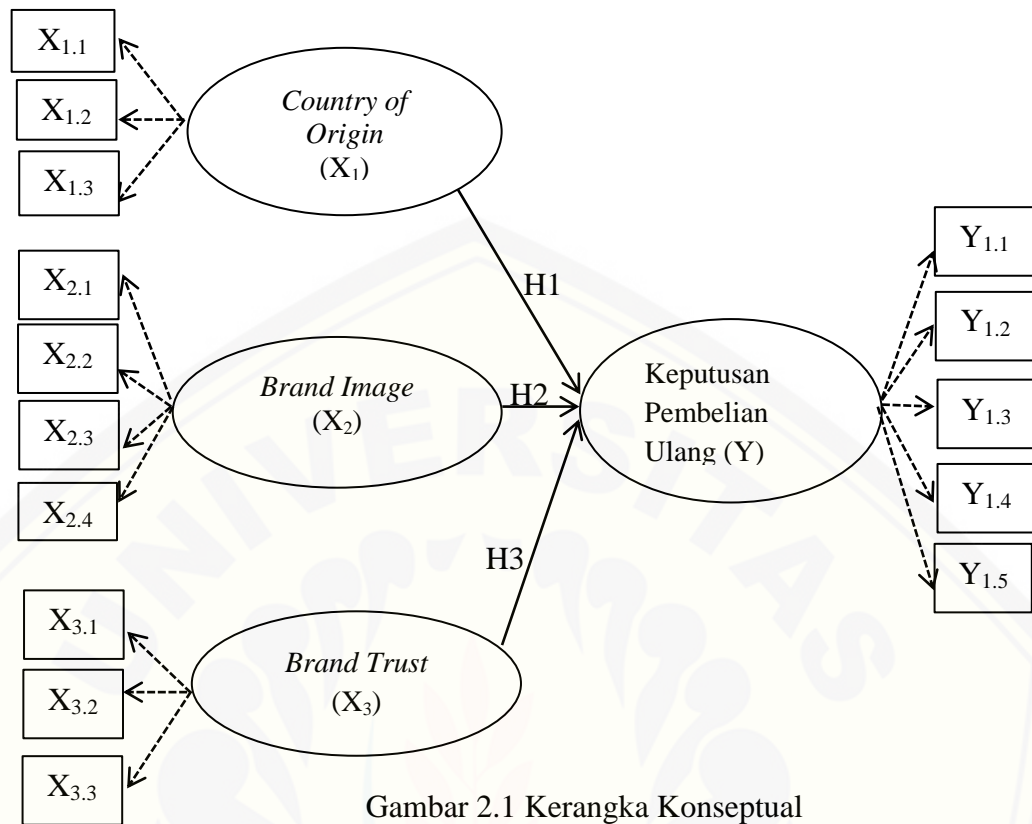 X1.1
X1.2
X1.3
Country of
Origin
(X1)
H1
X2.1
X2.2
X2.3
X2.4
Brand Image
(X2)
H2
X3.1
X3.2
X3.3
Brand Trust
(X3)
H3
Keputusan
Pembelian
Ulang (Y)
Y1.1
Y1.2
Y1.3
Y1.4
Y1.5
UNIVERSITAS
Gambar 2.1 Kerangka Konseptual